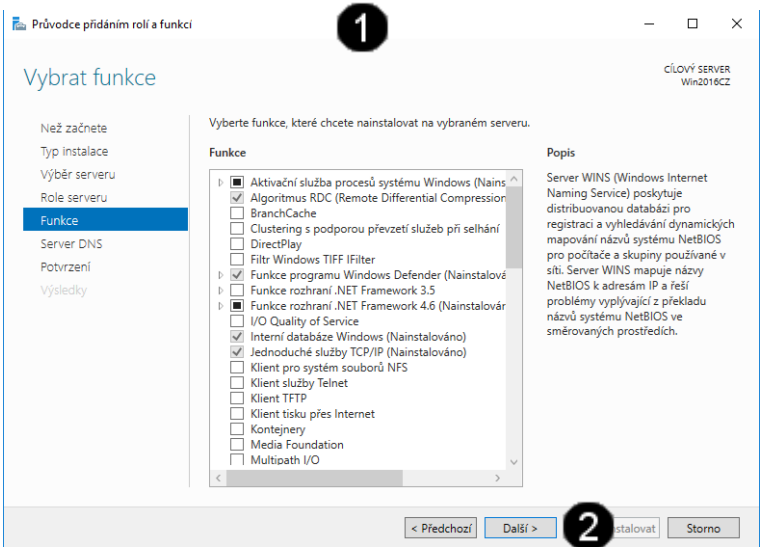 Průvodce přidáním rolí a funkcí
1
Vybrat funkce
CÍLOVÝ SERVER
Win2016CZ
Než začnete
Typ instalace
Výběr serveru
Role serveru
Funkce
Server DNS
Potvrzení
Výsledky
Vyberte funkce, které chcete nainstalovat na vybraném serveru.
Funkce
Aktivační služba procesů systému Windows (Nains
Algoritmus RDC (Remote Differential Compression
BranchCache
Clustering s podporou převzetí služeb při selhání
DirectPlay
Filtr Windows TIFF IFilter
Funkce programu Windows Defender (Nainstalová
Funkce rozhraní .NET Framework 3.5
Funkce rozhraní .NET Framework 4.6 (Nainstalovár
I/O Quality of Service
Interní databáze Windows (Nainstalováno)
Jednoduché služby TCP/IP (Nainstalováno)
Klient pro systém souborů NFS
Klient služby Telnet
Klient TFTP
Klient tisku přes Internet
Kontejnery
Media Foundation
Multipath I/O
Popis
Server WINS (Windows Internet
Naming Service) poskytuje
distribuovanou databázi pro
registraci a vyhledávání dynamických
mapování názvů systému NetBIOS
pro počítače a skupiny používané v
síti. Server WINS mapuje názvy
NetBIOS k adresám IP a řeší
problémy vyplývající z překladu
názvů systému NetBIOS ve
směrovaných prostředích.
< Předchozí
Další >
2
stalovat
Storno